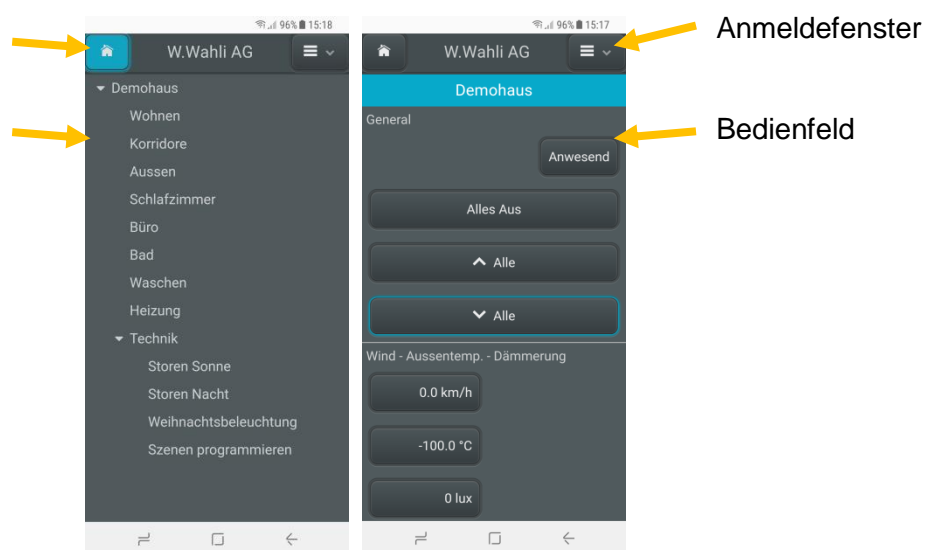 96% 15:18
W.Wahli AG
Demohaus
Wohnen
Korridore
Aussen
Schlafzimmer
Büro
Bad
Waschen
Heizung
Technik
Storen Sonne
Storen Nacht
Weihnachtsbeleuchtung
Szenen programmieren
96% 15:17
W.Wahli AG
Demohaus
General
Anwesend
Alles Aus
Alle
Alle
Wind - Aussentemp. - Dämmerung
0.0 km/h
-100.0 °C
0 lux
Anmeldefenster
Bedienfeld